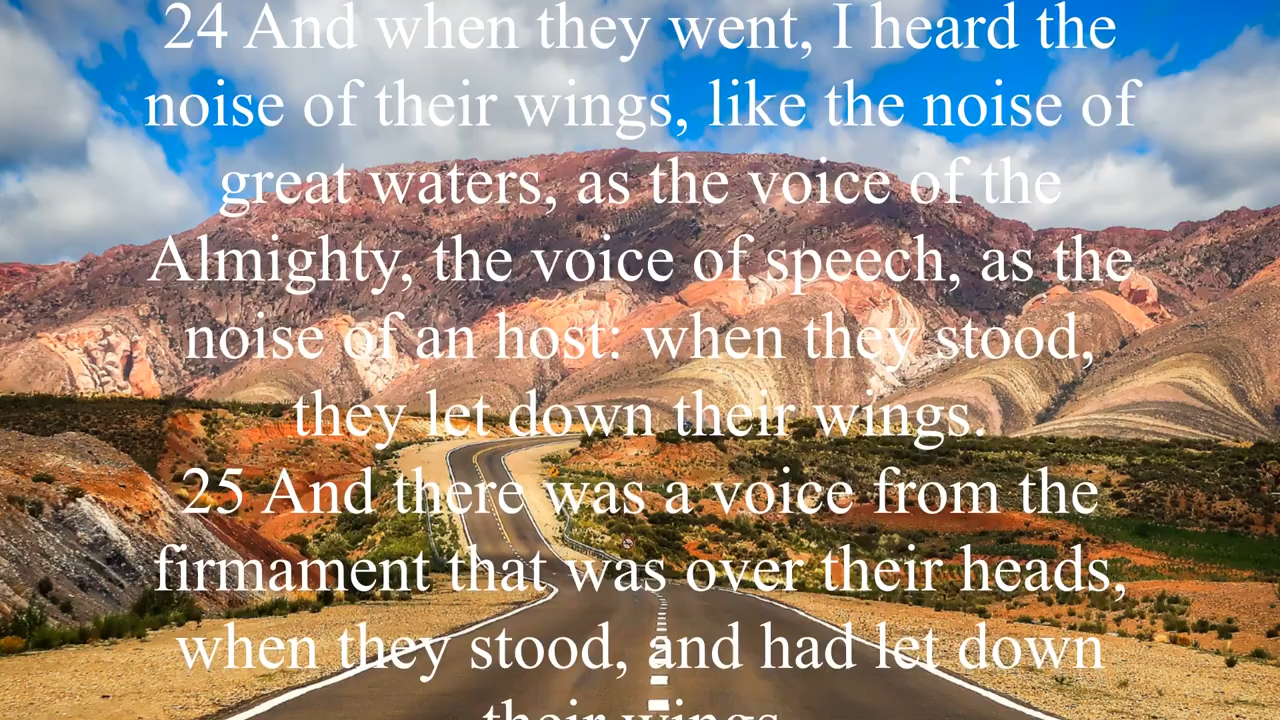 24 And when they went, I heard the
noise of their wings, like the noise of
great waters, as the voice of the
Almighty, the voice of speech, as the
noise of an host: when they stood,
they let down their wings.
25 And there was a voice from the
firmament that was over their heads,
when they stood, and had let down
their wings.